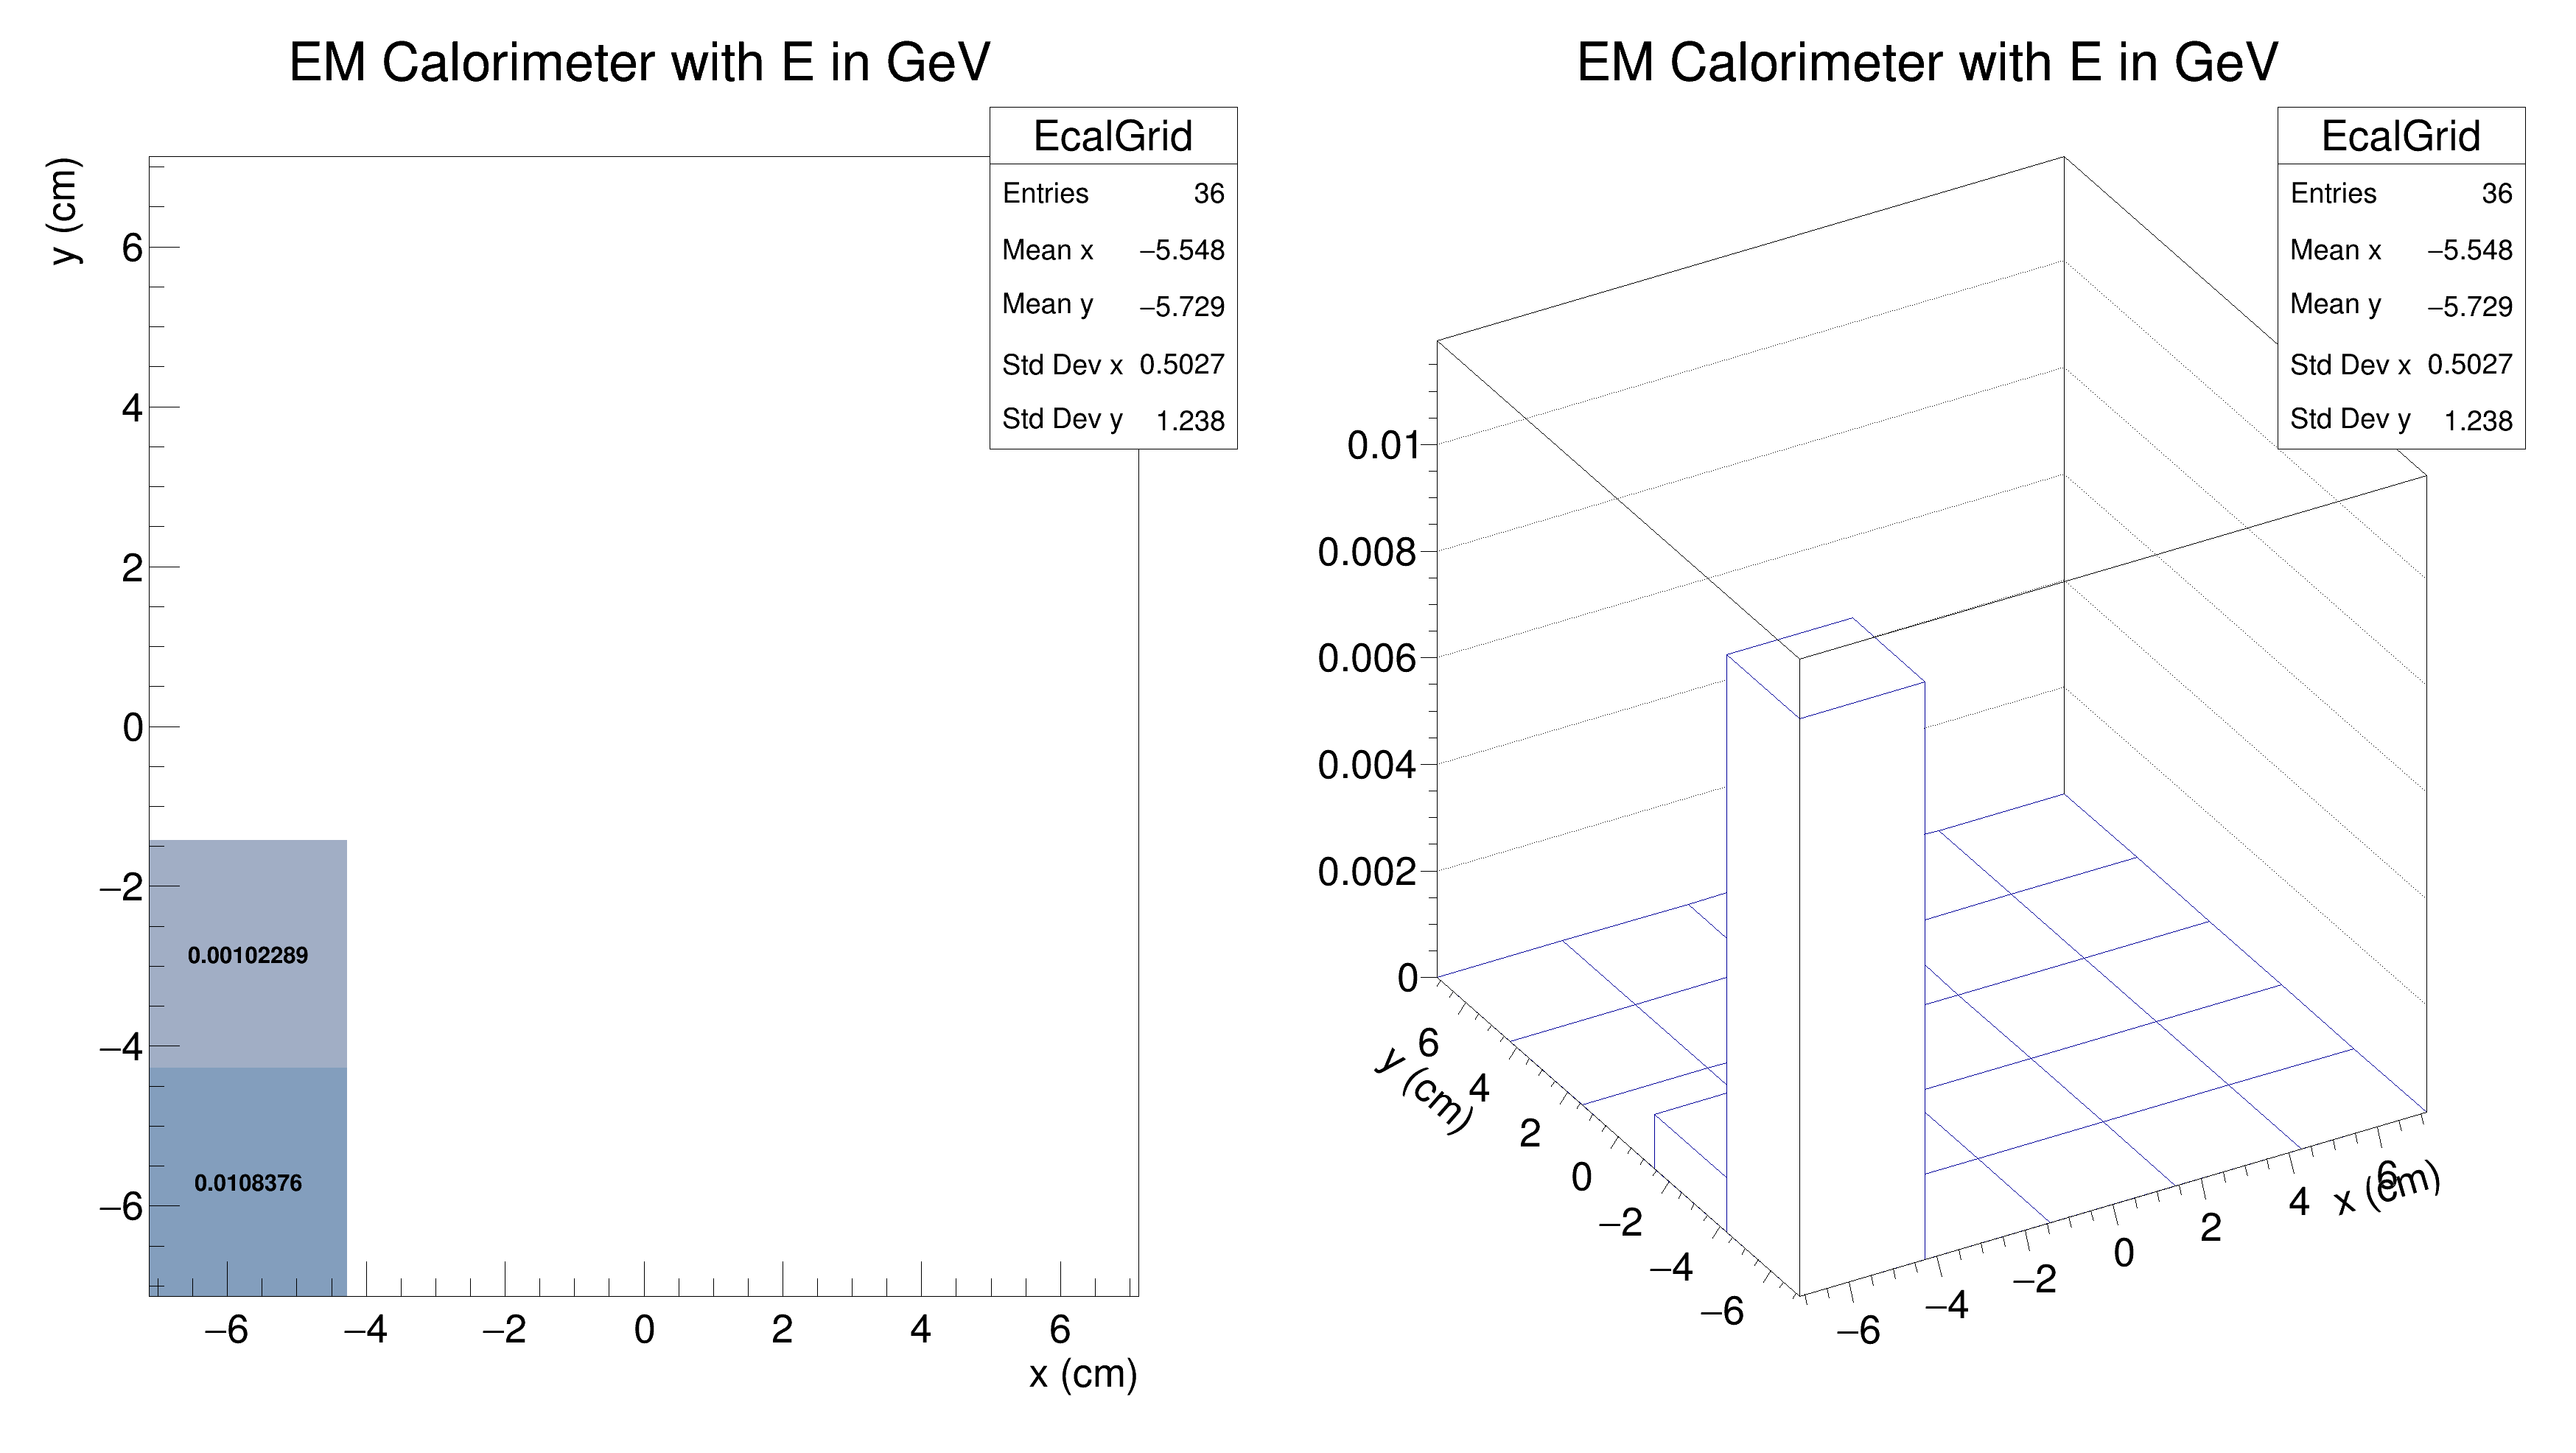 EM Calorimeter with E in GeV
EcalGrid
Entries 36
Mean x −5.548
Mean y −5.729
Std Dev x 0.5027
Std Dev y 1.238
y (cm)
6
4
2
0
−2
−4
−6
0.00102289
0.0108376
−6 −4 −2 0 2 4 6
x (cm)
EM Calorimeter with E in GeV
EcalGrid
Entries 36
Mean x −5.548
Mean y −5.729
Std Dev x 0.5027
Std Dev y 1.238
0.01
0.008
0.006
0.004
0.002
0
y (cm)
6
4
2
0
−2
−4
−6
−6
−4
−2
0
2
4
6
x (cm)